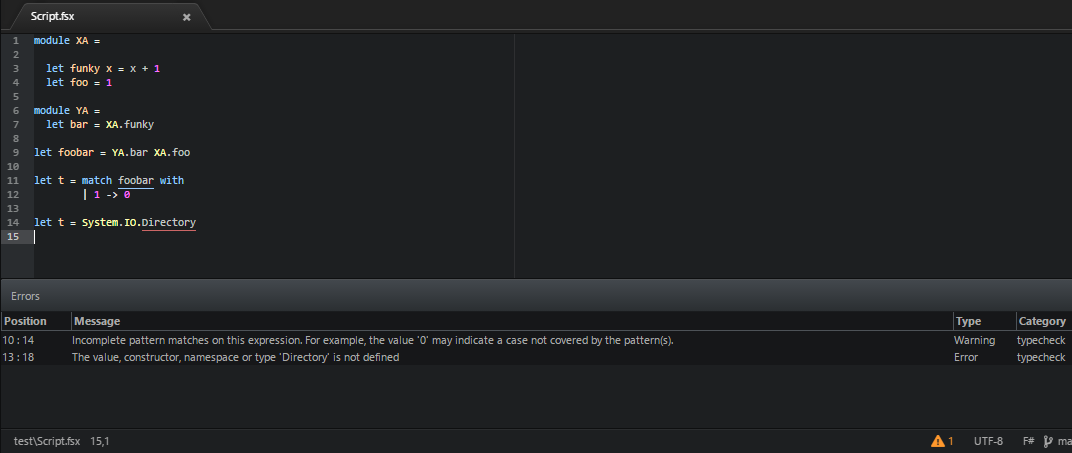 Script.fsx ×
1 module XA =
2
3 let funky x = x + 1
4 let foo = 1
5
6 module YA =
7 let bar = XA.funky
8
9 let foobar = YA.bar XA.foo
10
11 let t = match foobar with
12 | 1 -> 0
13
14 let t = System.IO.Directory
15
Errors
Position Message Type Category
10 : 14 Incomplete pattern matches on this expression. For example, the value '0' may indicate a case not covered by the pattern(s). Warning typecheck
13 : 18 The value, constructor, namespace or type 'Directory' is not defined Error typecheck
test\Script.fsx 15,1 1 UTF-8 F# ma